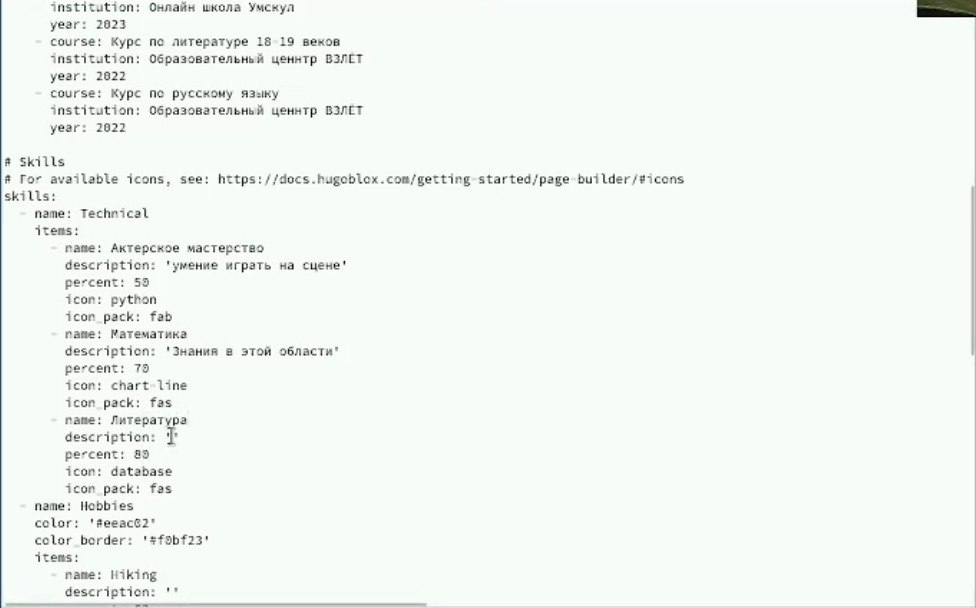 institution: Онлайн школа Умскул
year: 2023
- course: Курс по литературе 18-19 веков
institution: Образовательный ценнтр ВЗЛЁТ
year: 2022
- course: Курс по русскому языку
institution: Образовательный ценнтр ВЗЛЁТ
year: 2022
# Skills
# For available icons, see: https://docs.hugoblox.com/getting-started/page-builder/#icons
skills:
- name: Technical
items:
- name: Актерское мастерство
description: 'умение играть на сцене'
percent: 50
icon: python
icon_pack: fab
- name: Математика
description: 'Знания в этой области'
percent: 70
icon: chart-line
icon_pack: fas
- name: Литература
description: ''
percent: 80
icon: database
icon_pack: fas
- name: Hobbies
color: '#eeac02'
color_border: '#f0bf23'
items:
- name: Hiking
description: ''